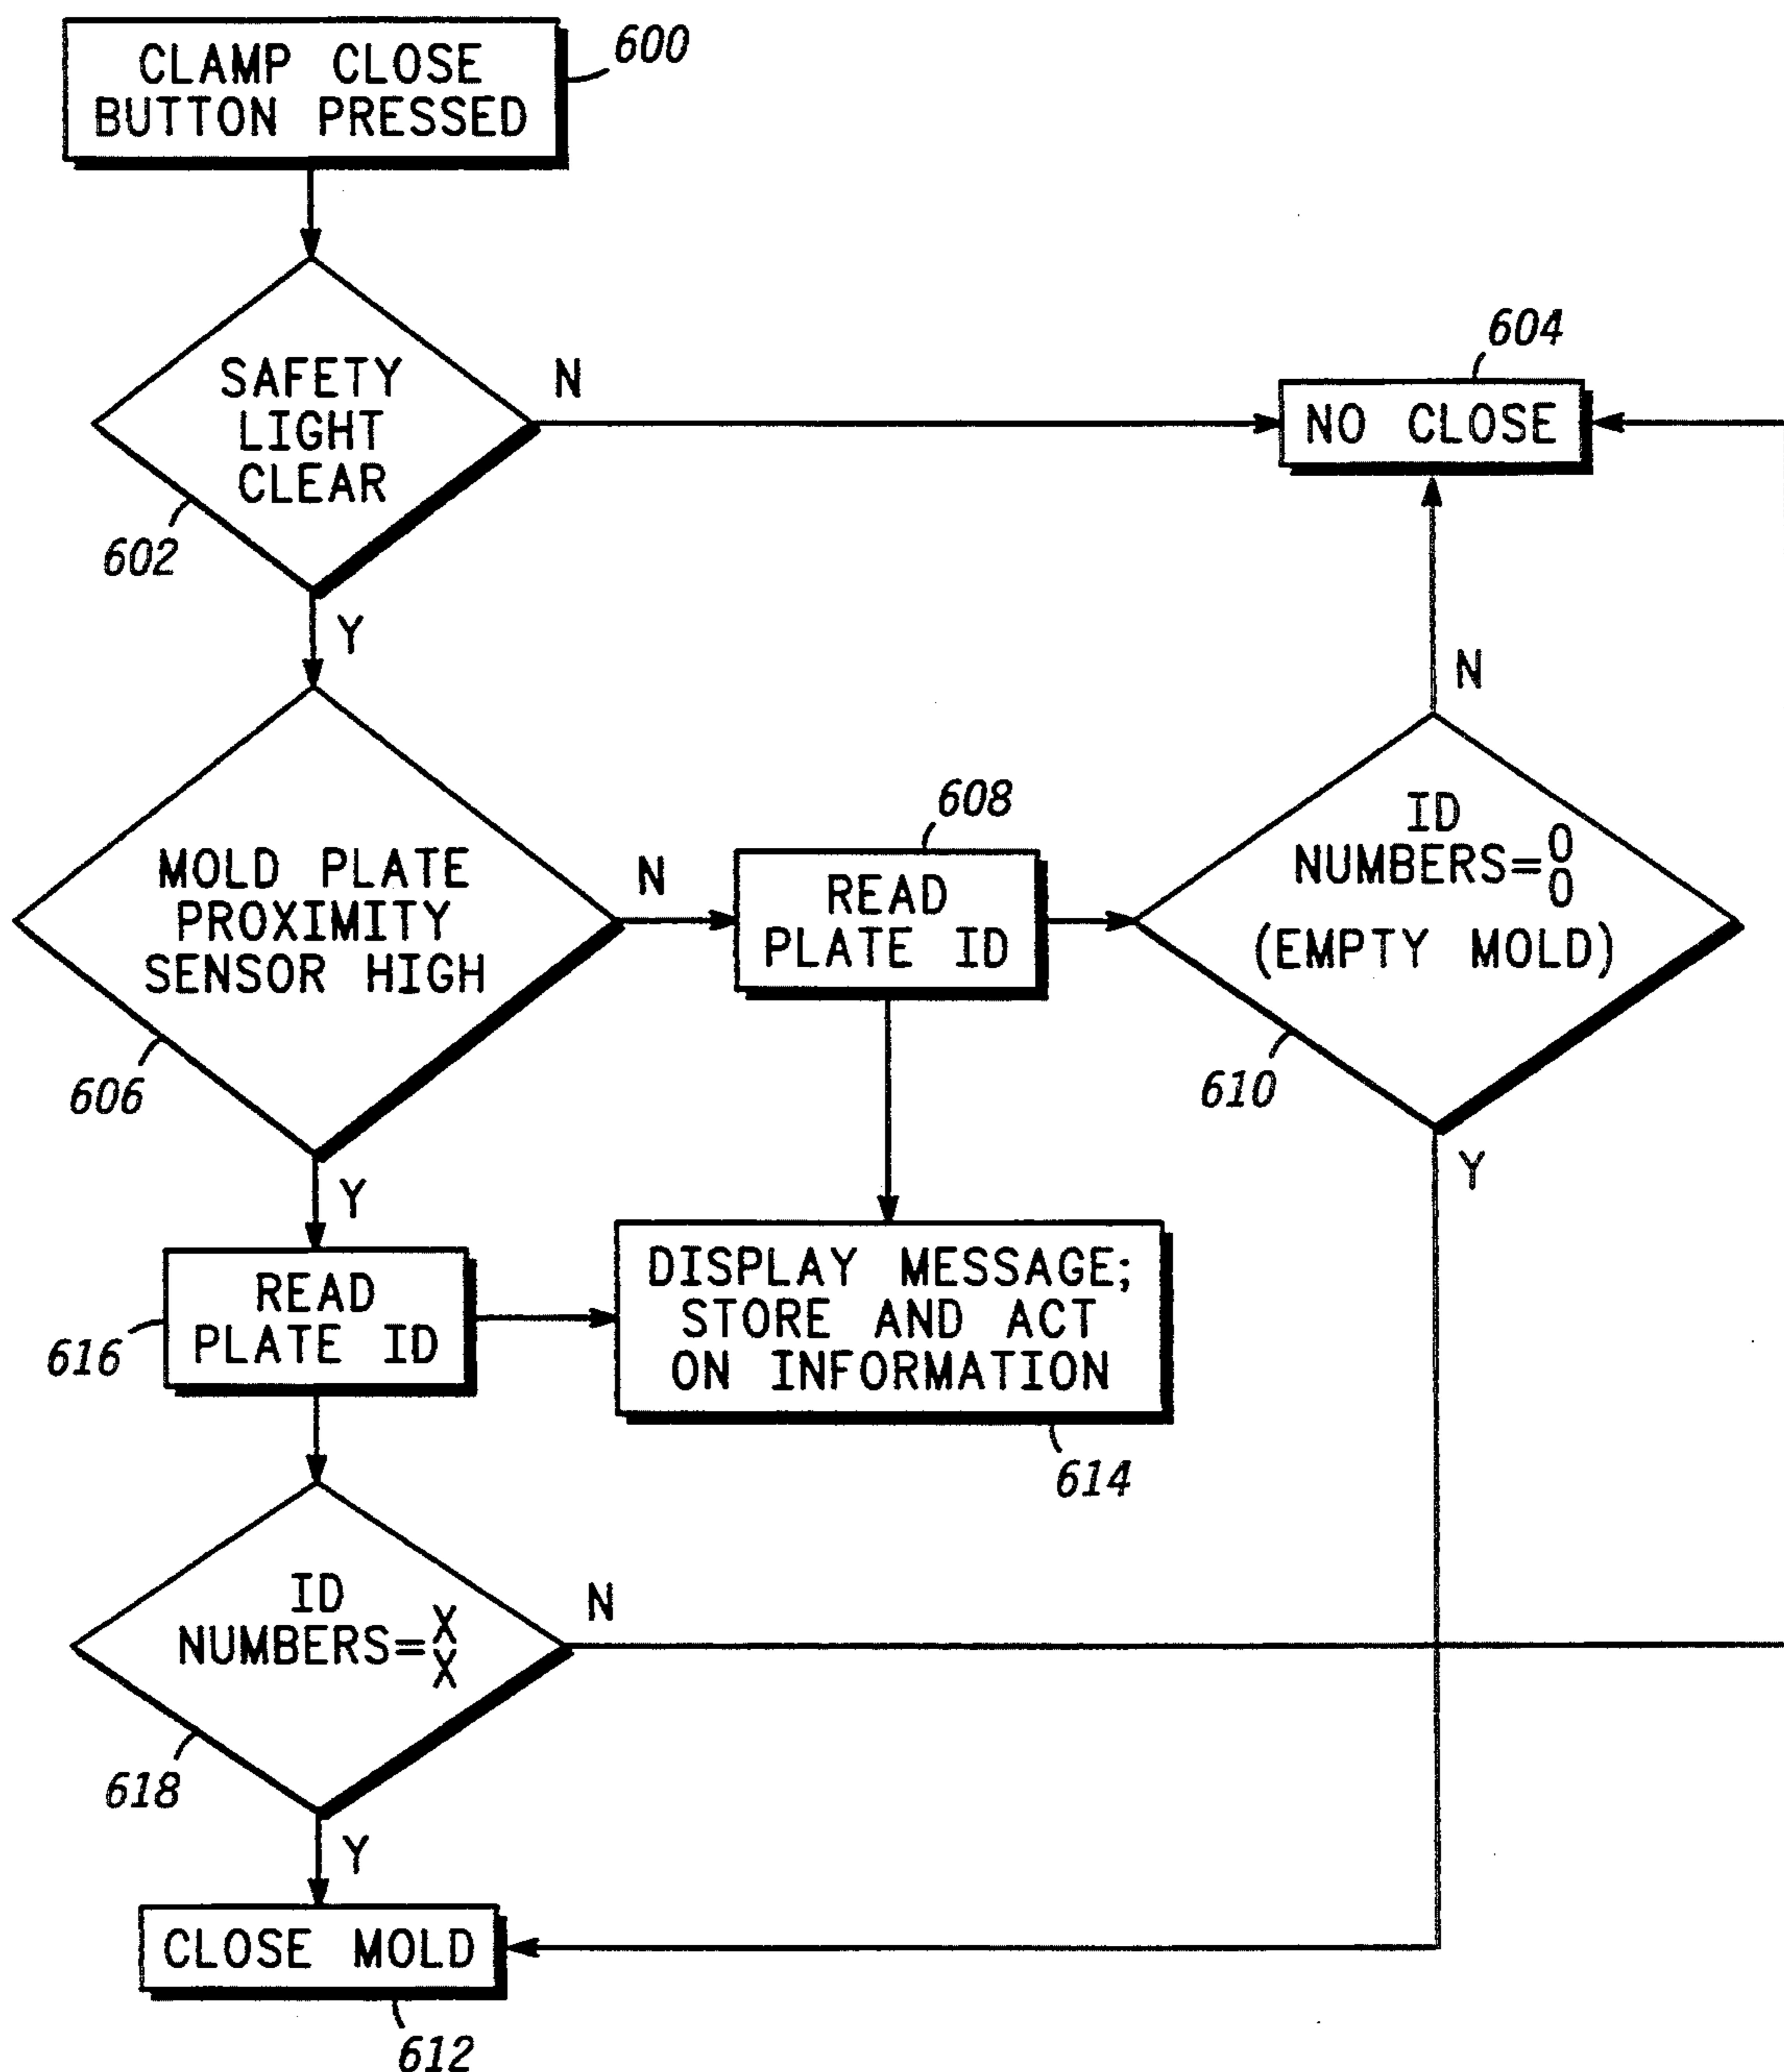 CLAMP CLOSE
BUTTON PRESSED
600
SAFETY
LIGHT
CLEAR
602
N
604
NO CLOSE
Y
N
MOLD PLATE
PROXIMITY
SENSOR HIGH
606
N
608
READ
PLATE ID
ID
NUMBERS=0
0
(EMPTY MOLD)
610
Y
Y
READ
PLATE ID
616
DISPLAY MESSAGE;
STORE AND ACT
ON INFORMATION
614
ID
NUMBERS=X
X
618
N
Y
CLOSE MOLD
612